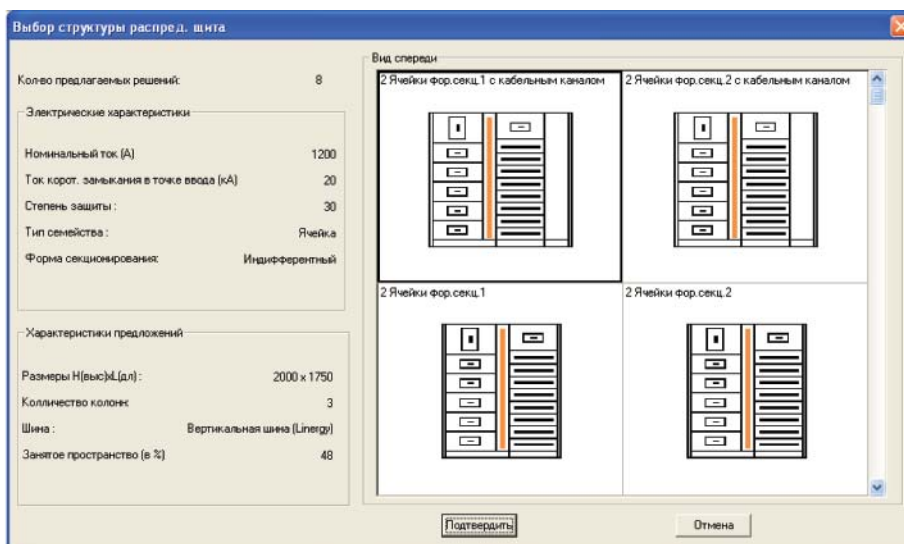 Выбор структуры распред. щита
Кол-во предлагаемых решений: 8
Электрические характеристики
Номинальный ток (А) 1200
Ток корот. замыкания в точке ввода (кА) 20
Степень защиты : 30
Тип семейства : Ячейка
Форма секционирования: Индифферентный
Характеристики предложений
Размеры H(выс)xL(дл) : 2000 x 1750
Колличество колонн: 3
Шина : Вертикальная шина (Linergy)
Занятое пространство (в %) 48
Вид спереди
2 Ячейки фор.секц.1 с кабельным каналом
2 Ячейки фор.секц.2 с кабельным каналом
2 Ячейки фор.секц.1
2 Ячейки фор.секц.2
Подтвердить
Отмена